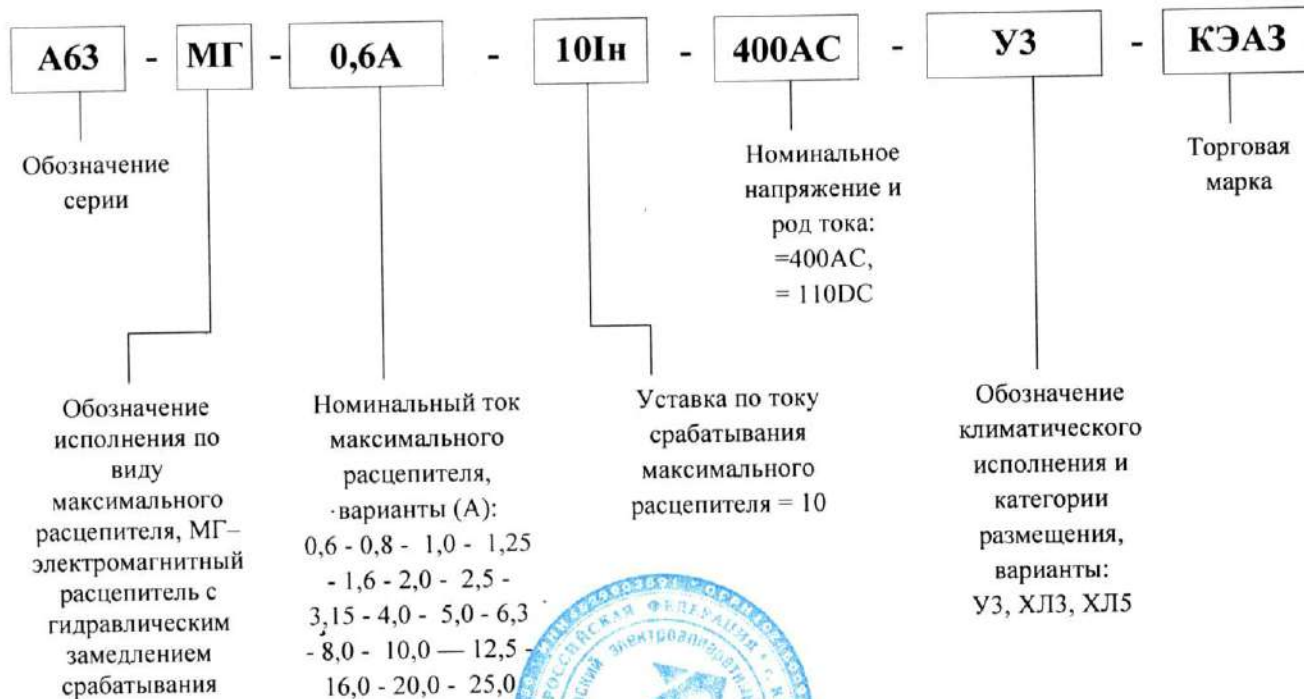 А63 - МГ - 0,6А - 10Iн - 400АС - У3 - КЭАЗ
Обозначение
серии
Номинальное
напряжение и
род тока:
=400АС,
= 110DC
Торговая
марка
Обозначение
исполнения по
виду
максимального
расцепителя, МГ–
электромагнитный
расцепитель с
гидравлическим
замедлением
срабатывания
Номинальный ток
максимального
расцепителя,
варианты (А):
0,6 - 0,8 - 1,0 - 1,25
- 1,6 - 2,0 - 2,5 -
3,15 - 4,0 - 5,0 - 6,3
- 8,0 - 10,0 — 12,5 -
16,0 - 20,0 - 25,0
Уставка по току
срабатывания
максимального
расцепителя = 10
Обозначение
климатического
исполнения и
категории
размещения,
варианты:
У3, ХЛ3, ХЛ5
РОССИЙСКАЯ ФЕДЕРАЦИЯ